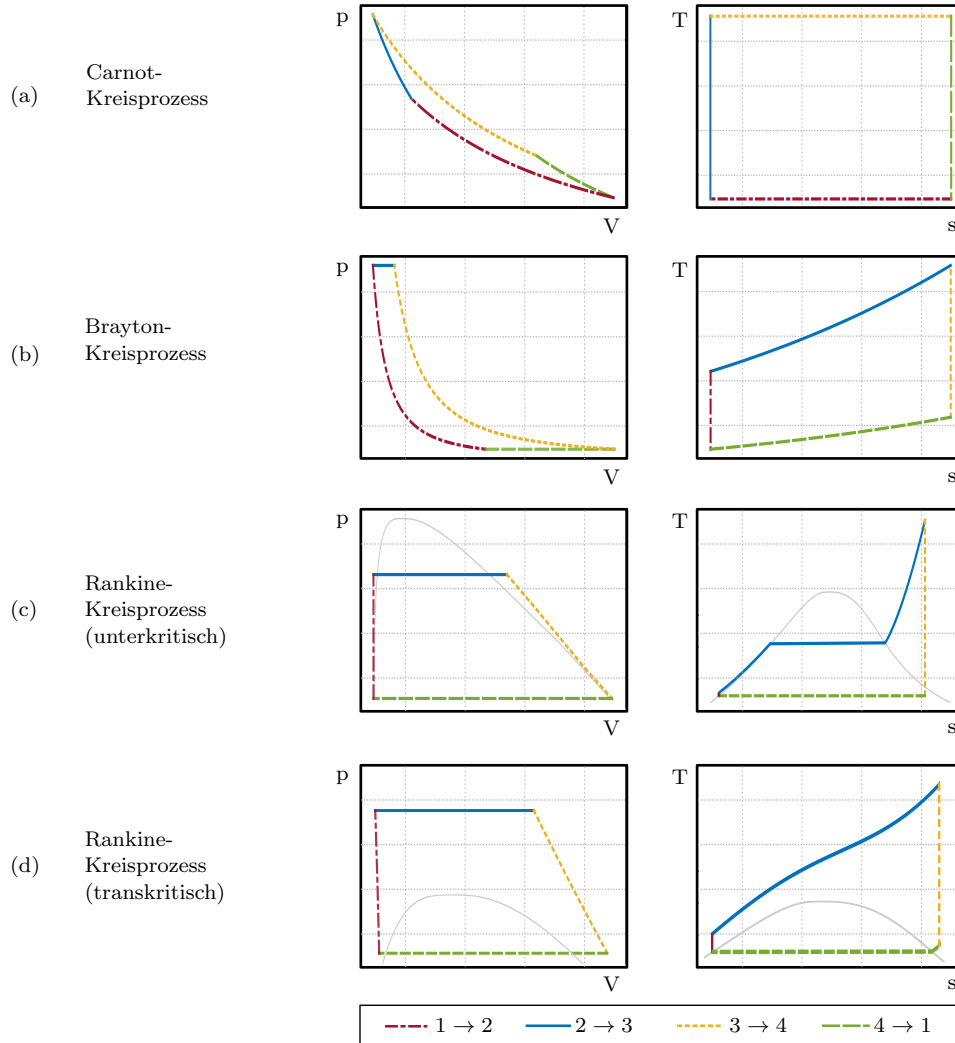 p
T
(a)
Carnot-
Kreisprozess
V
s
p
T
(b)
Brayton-
Kreisprozess
V
s
p
T
(c)
Rankine-
Kreisprozess
(unterkritisch)
V
s
p
T
(d)
Rankine-
Kreisprozess
(transkritisch)
V
s
1 → 2 2 → 3 3 → 4 4 → 1